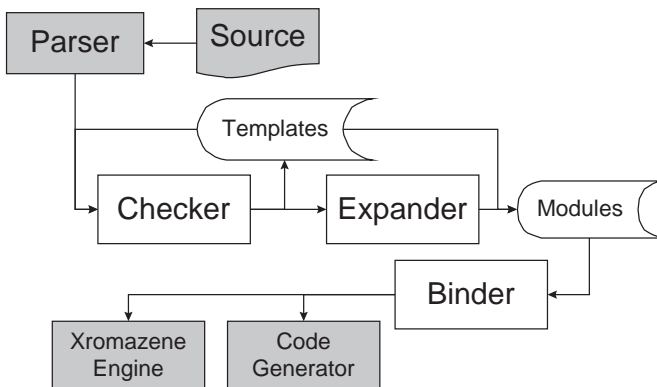 Parser
Source
Templates
Checker
Expander
Modules
Binder
Xromazene
Engine
Code
Generator